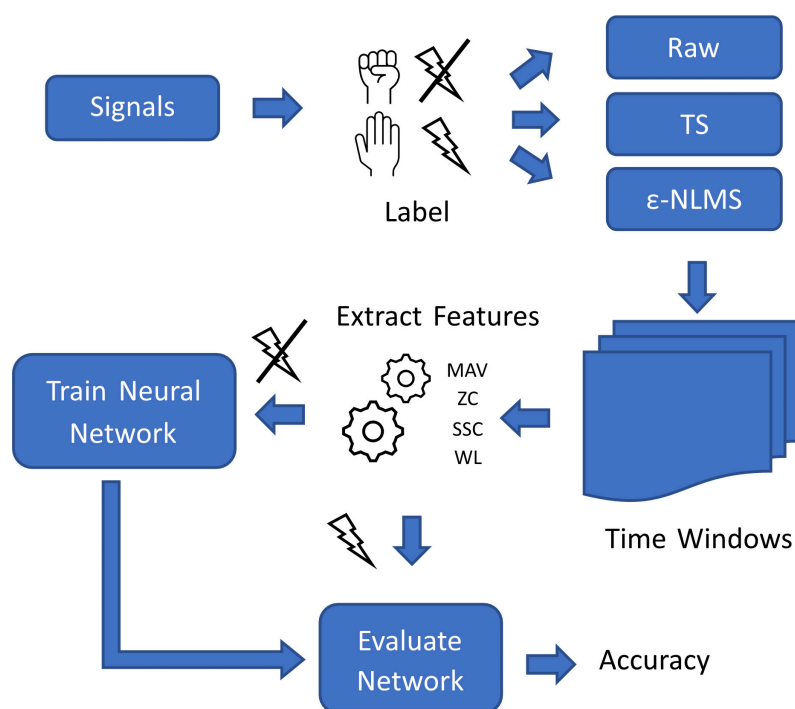 Signals
Label
Raw
TS
ε-NLMS
Time Windows
Extract Features
MAV
ZC
SSC
WL
Train Neural
Network
Evaluate
Network
Accuracy